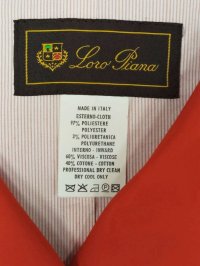 Loro Piana
MADE IN ITALY
ESTERNO-CLOTH
97% POLIESTERE
POLYESTER
3% POLIURETANICA
POLYURETHANE
INTERNO - INWARD
60% VISCOSA - VISCOSE
40% COTONE - COTTON
PROFESSIONAL DRY CLEAN
DRY CLEAN ONLY